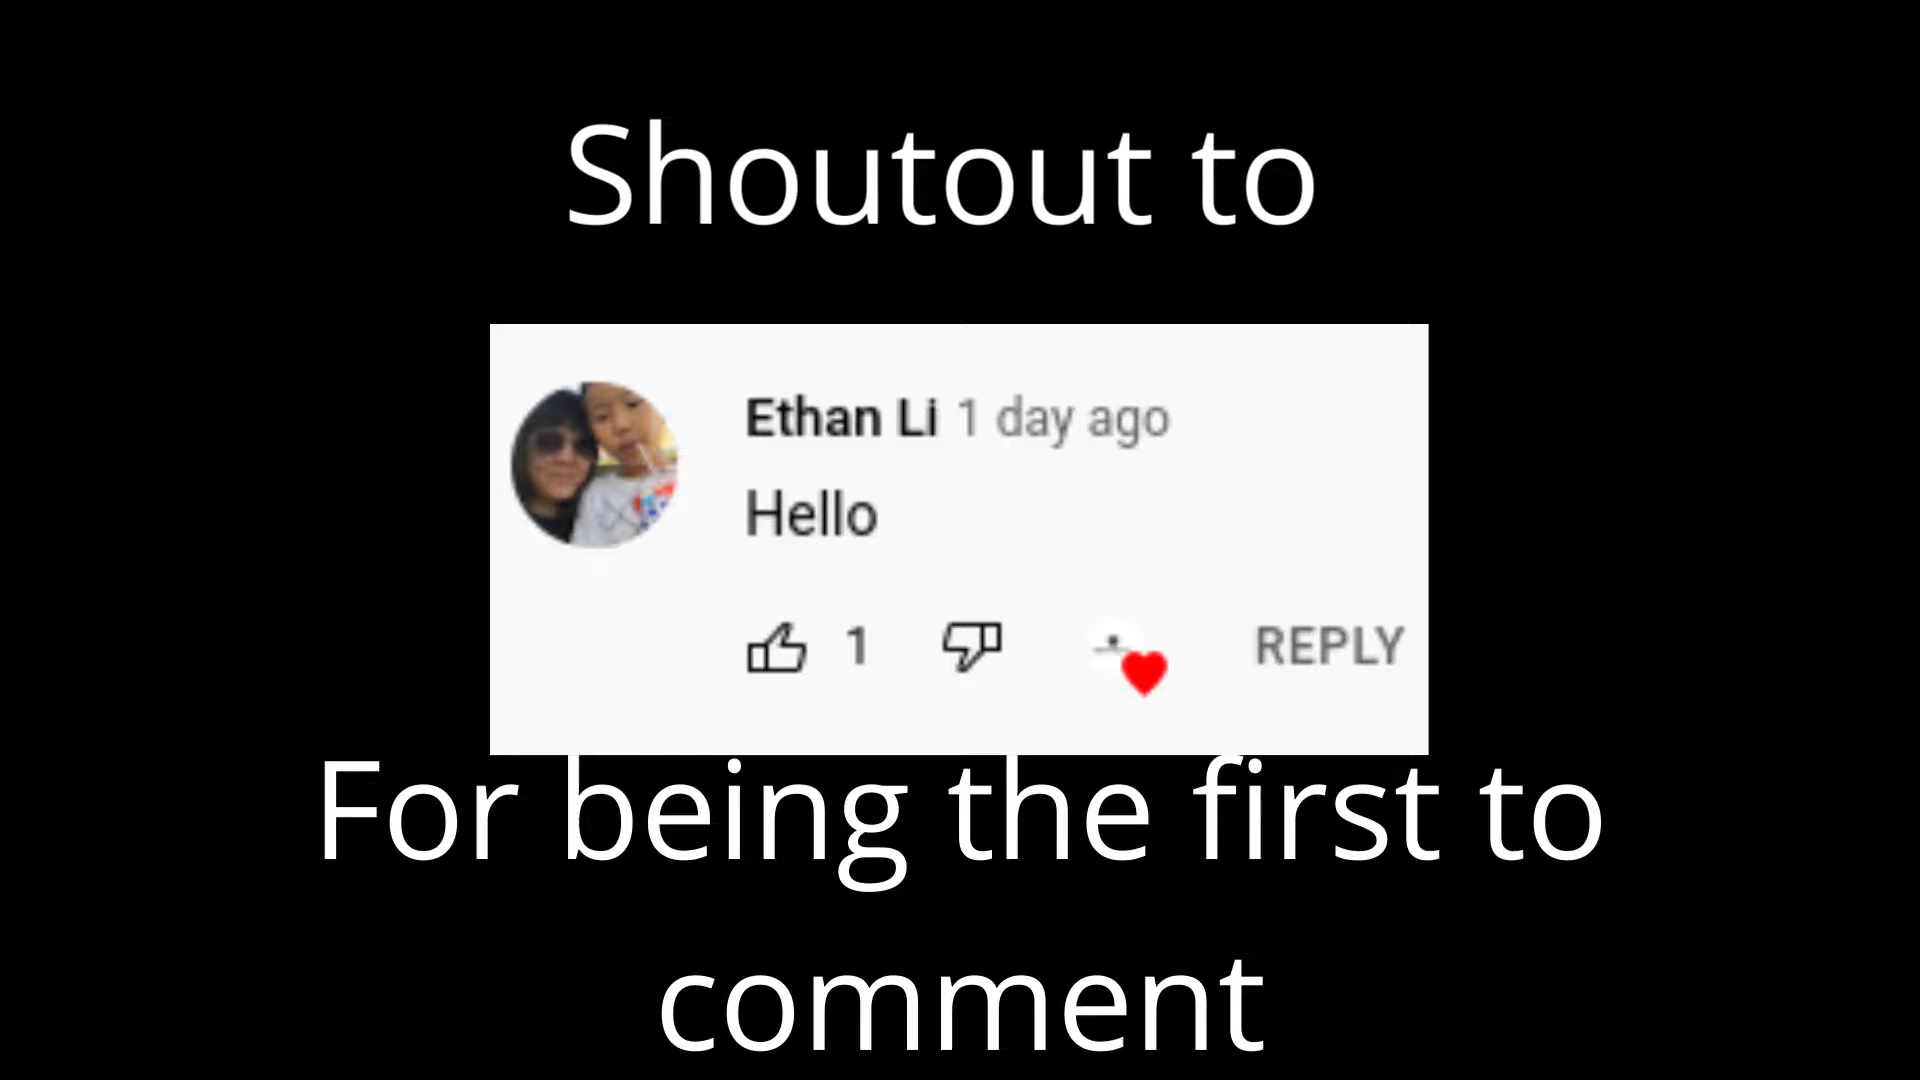 Shoutout to
Ethan Li 1 day ago
Hello
1 REPLY
For being the first to
comment